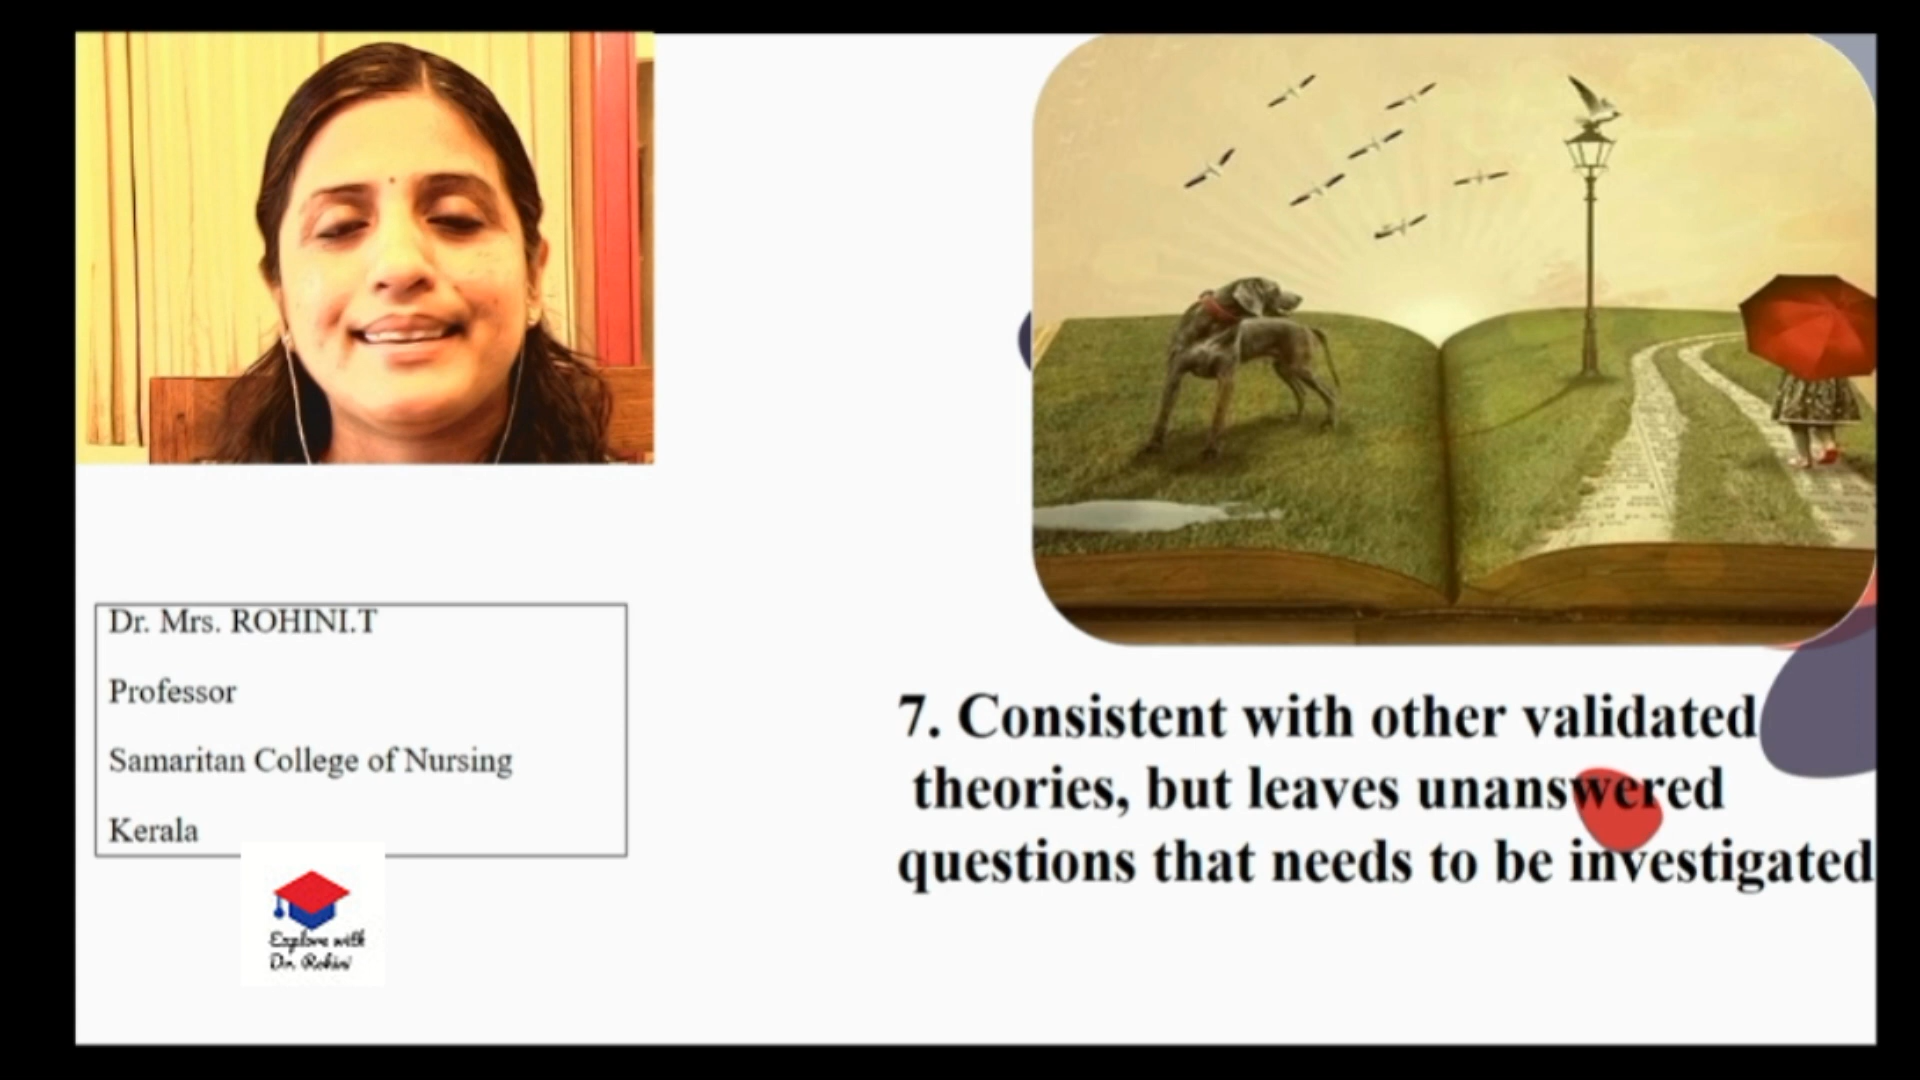 Dr. Mrs. ROHINI.T
Professor
Samaritan College of Nursing
Kerala
Explore with
Dr. Rohini
7. Consistent with other validated
theories, but leaves unanswered
questions that needs to be investigated